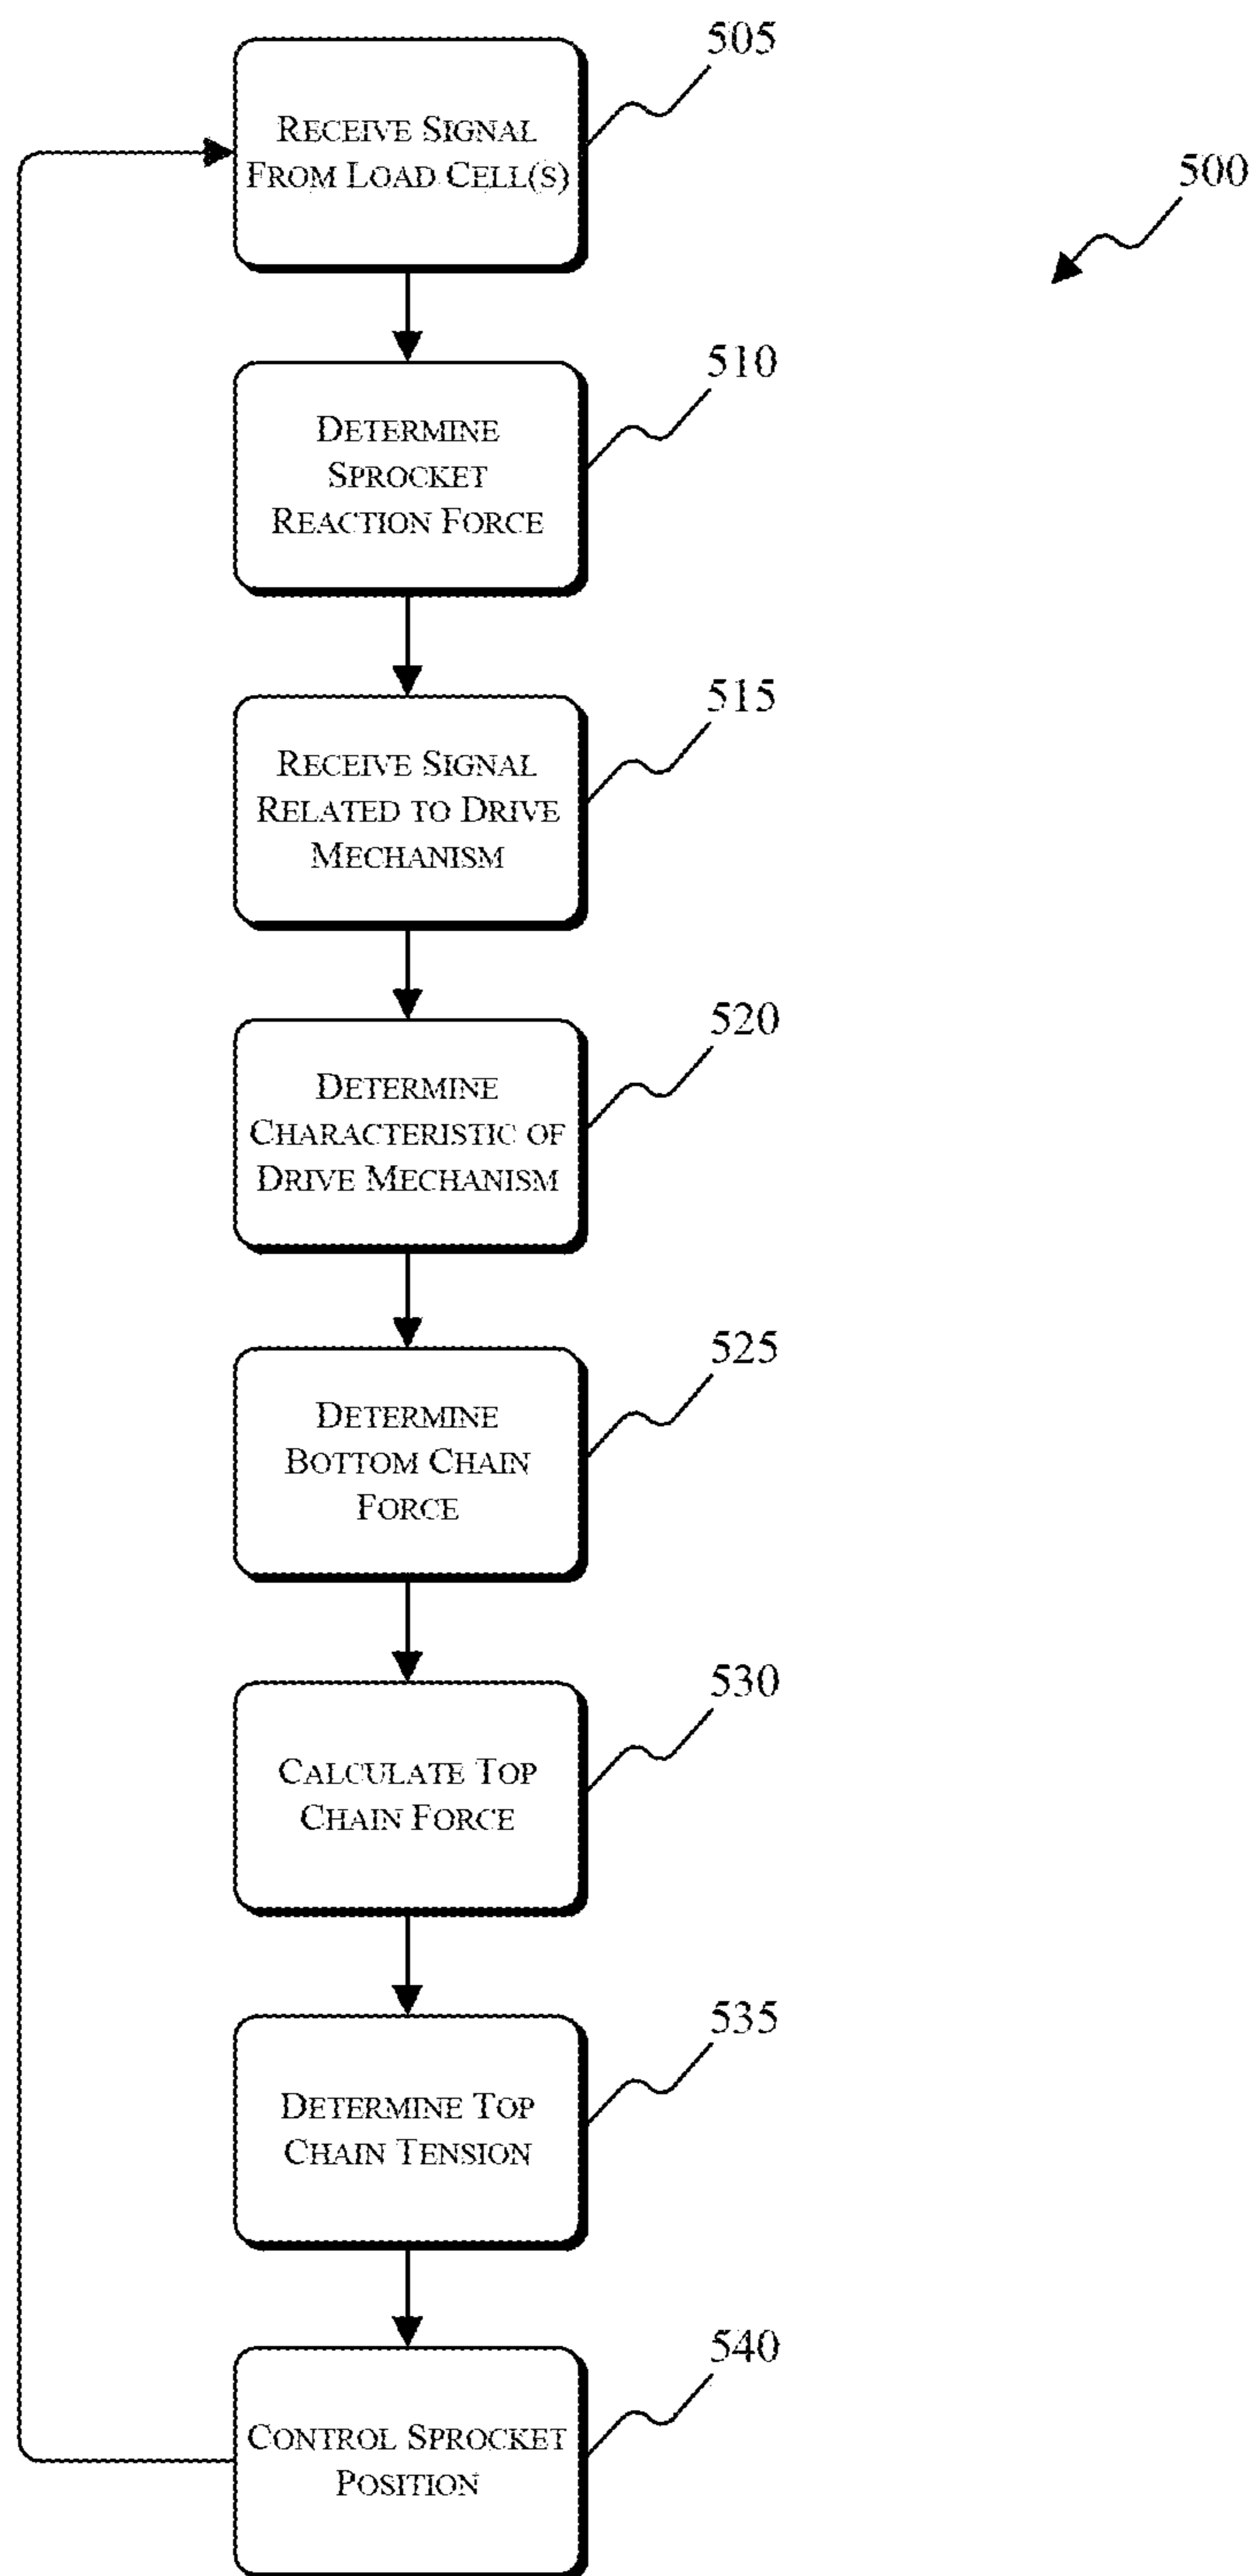 505
RECEIVE SIGNAL
FROM LOAD CELL(S)
500
510
DETERMINE
SPROCKET
REACTION FORCE
515
RECEIVE SIGNAL
RELATED TO DRIVE
MECHANISM
520
DETERMINE
CHARACTERISTIC OF
DRIVE MECHANISM
525
DETERMINE
BOTTOM CHAIN
FORCE
530
CALCULATE TOP
CHAIN FORCE
535
DETERMINE TOP
CHAIN TENSION
540
CONTROL SPROCKET
POSITION